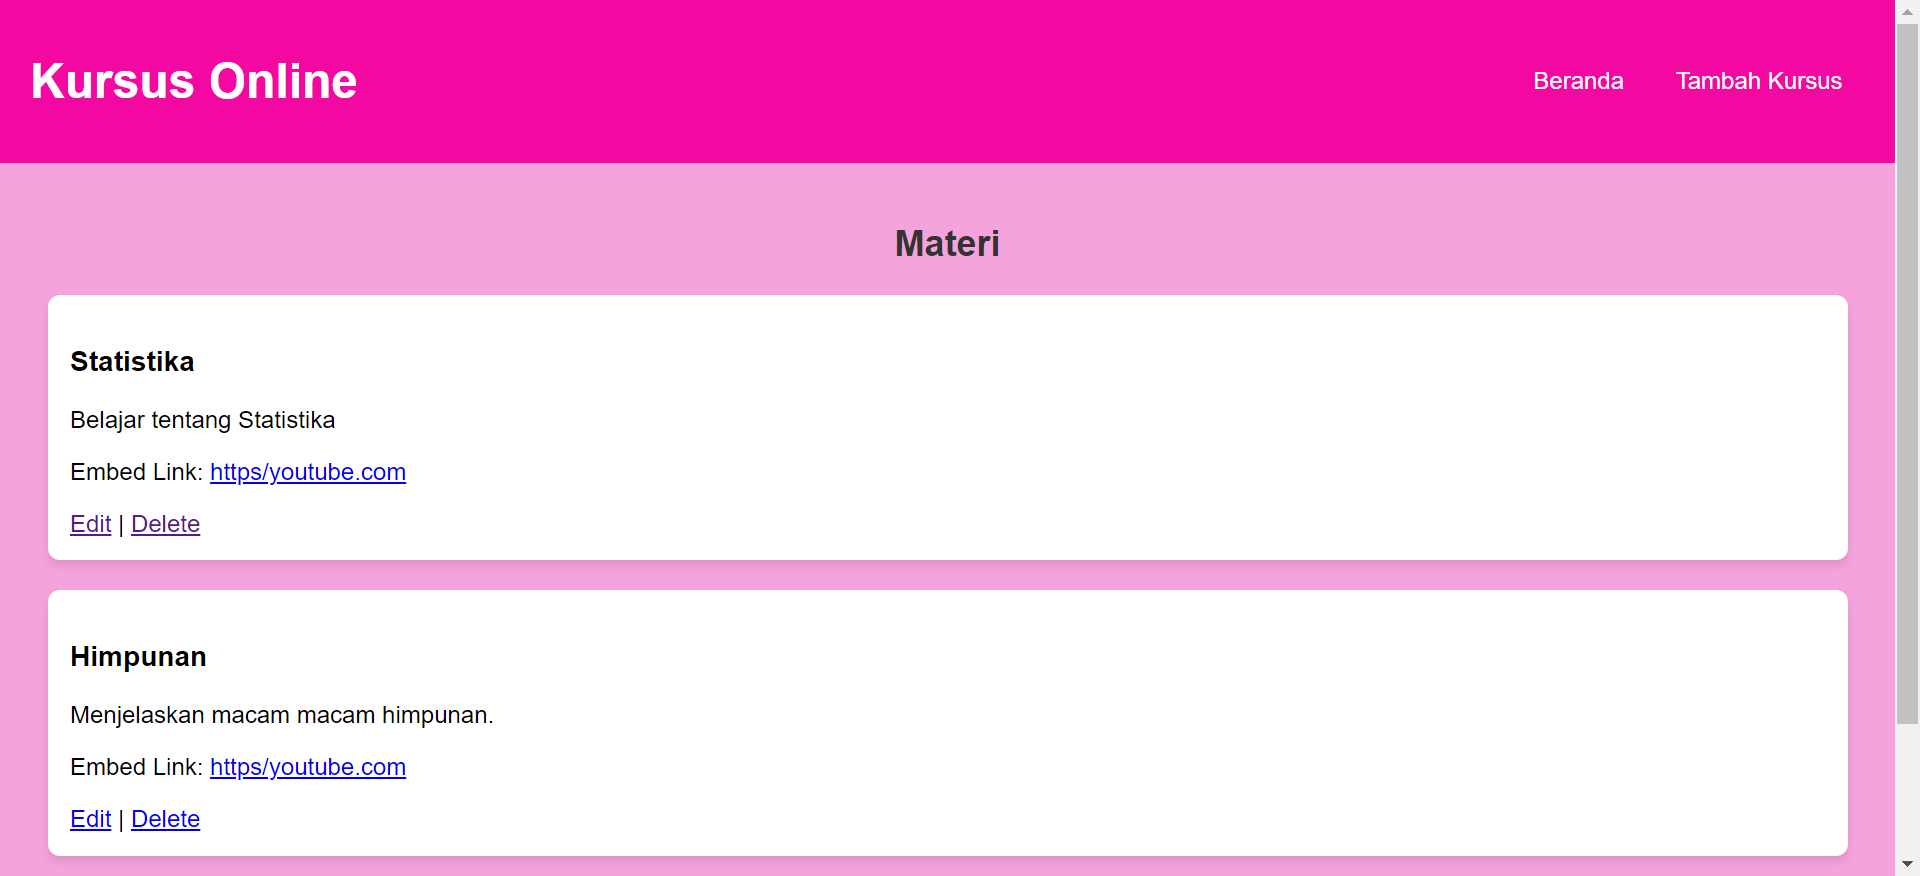 Kursus Online
Beranda Tambah Kursus
Materi
Statistika
Belajar tentang Statistika
Embed Link: https/youtube.com
Edit | Delete
Himpunan
Menjelaskan macam macam himpunan.
Embed Link: https/youtube.com
Edit | Delete